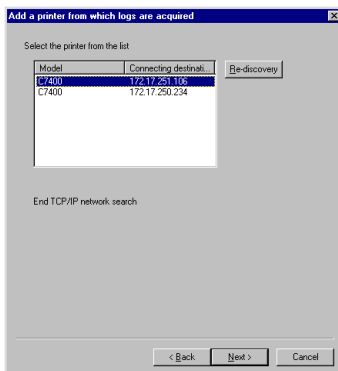 Add a printer from which logs are acquired
Select the printer from the list
Model Connecting destinati...
C7400 172.17.251.106
C7400 172.17.250.234
Re-discovery
End TCP/IP network search
< Back Next > Cancel